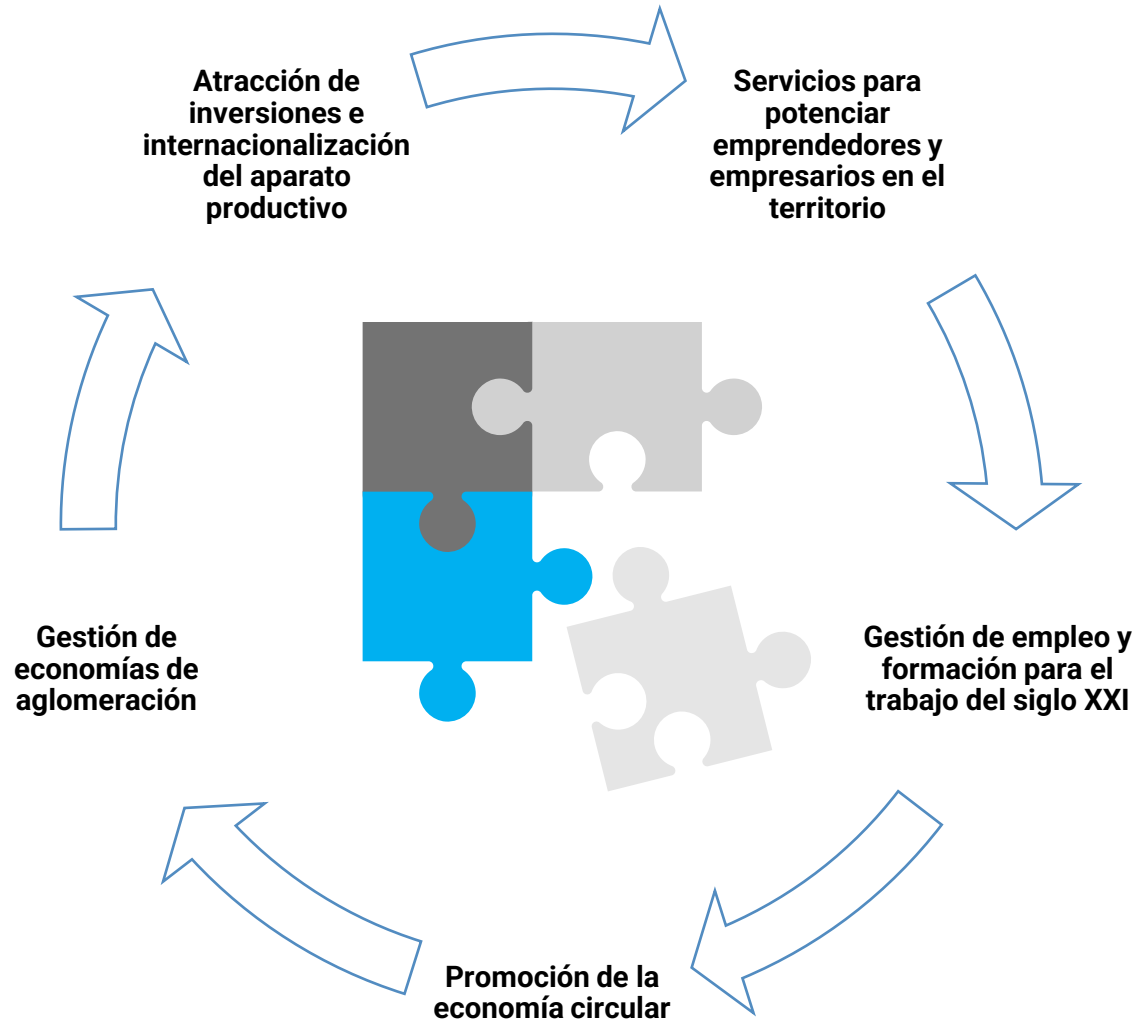 Atracción de
inversiones e
internacionalización
del aparato
productivo
Servicios para
potenciar
emprendedores y
empresarios en el
territorio
Gestión de
economías de
aglomeración
Gestión de empleo y
formación para el
trabajo del siglo XXI
Promoción de la
economía circular